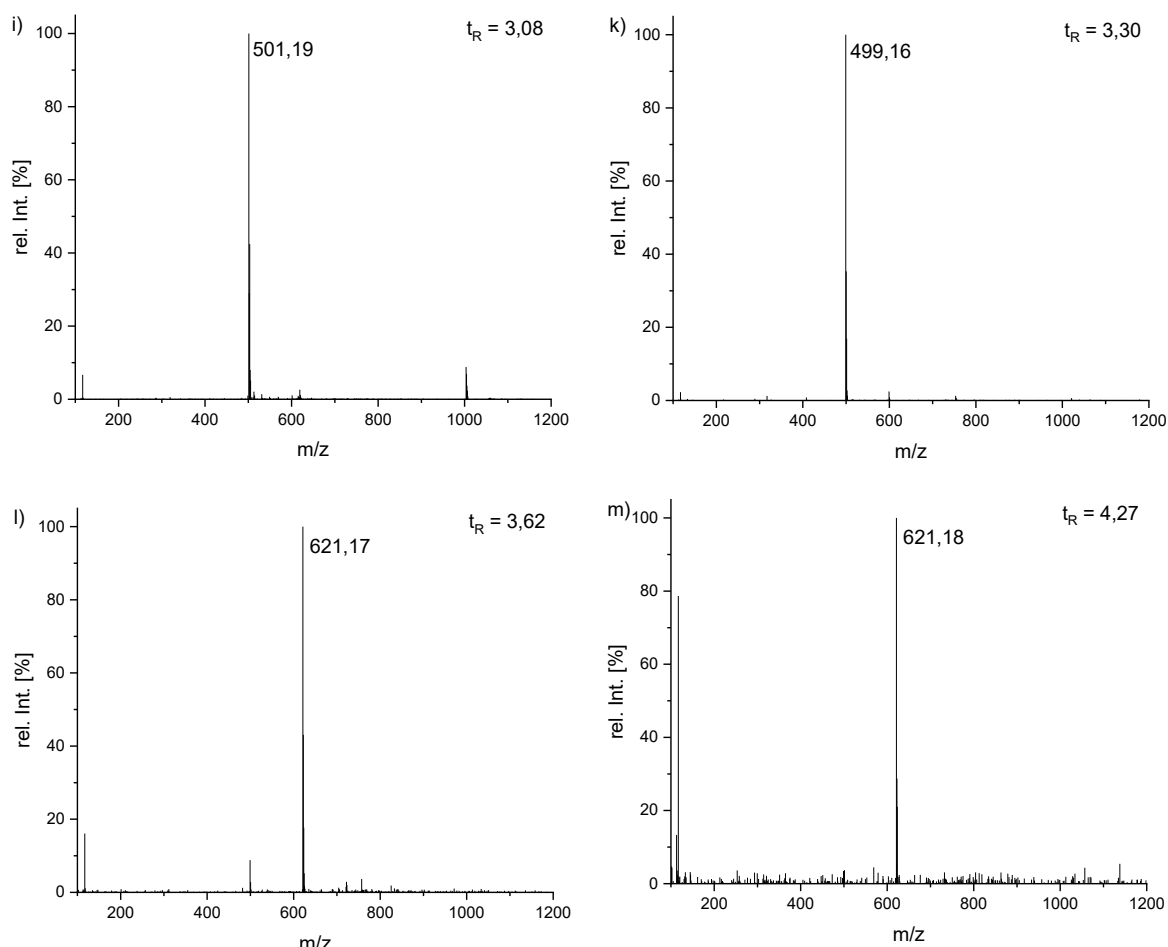 i)
t_R = 3,08
501,19
100
80
60
40
20
0
rel. Int. [%]
200 400 600 800 1000 1200
m/z
k)
t_R = 3,30
499,16
100
80
60
40
20
0
rel. Int. [%]
200 400 600 800 1000 1200
m/z
l)
t_R = 3,62
621,17
100
80
60
40
20
0
rel. Int. [%]
200 400 600 800 1000 1200
m/z
m)
t_R = 4,27
621,18
100
80
60
40
20
0
rel. Int. [%]
200 400 600 800 1000 1200
m/z